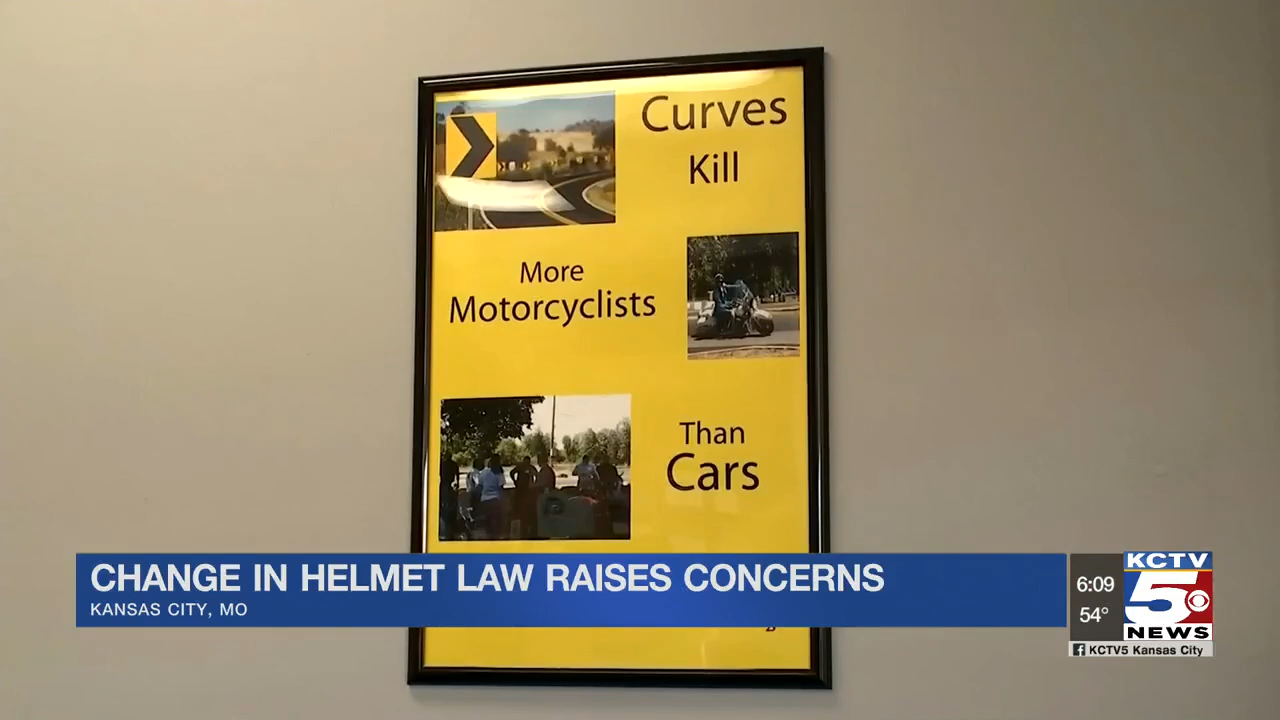 Curves
Kill
More
Motorcyclists
Than
Cars
CHANGE IN HELMET LAW RAISES CONCERNS
KANSAS CITY, MO
6:09
54°
KCTV
5
NEWS
KCTV5 Kansas City